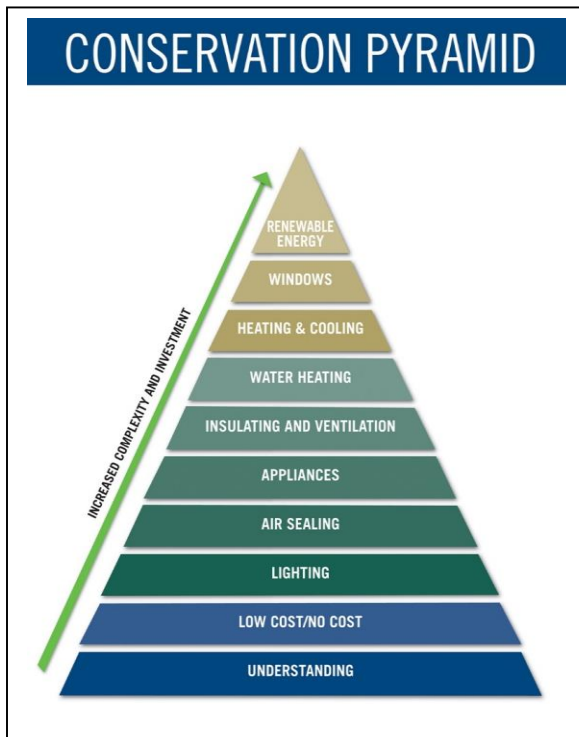 CONSERVATION PYRAMID
RENEWABLE
ENERGY
WINDOWS
HEATING & COOLING
WATER HEATING
INSULATING AND VENTILATION
APPLIANCES
AIR SEALING
LIGHTING
LOW COST/NO COST
UNDERSTANDING
INCREASED COMPLEXITY AND INVESTMENT